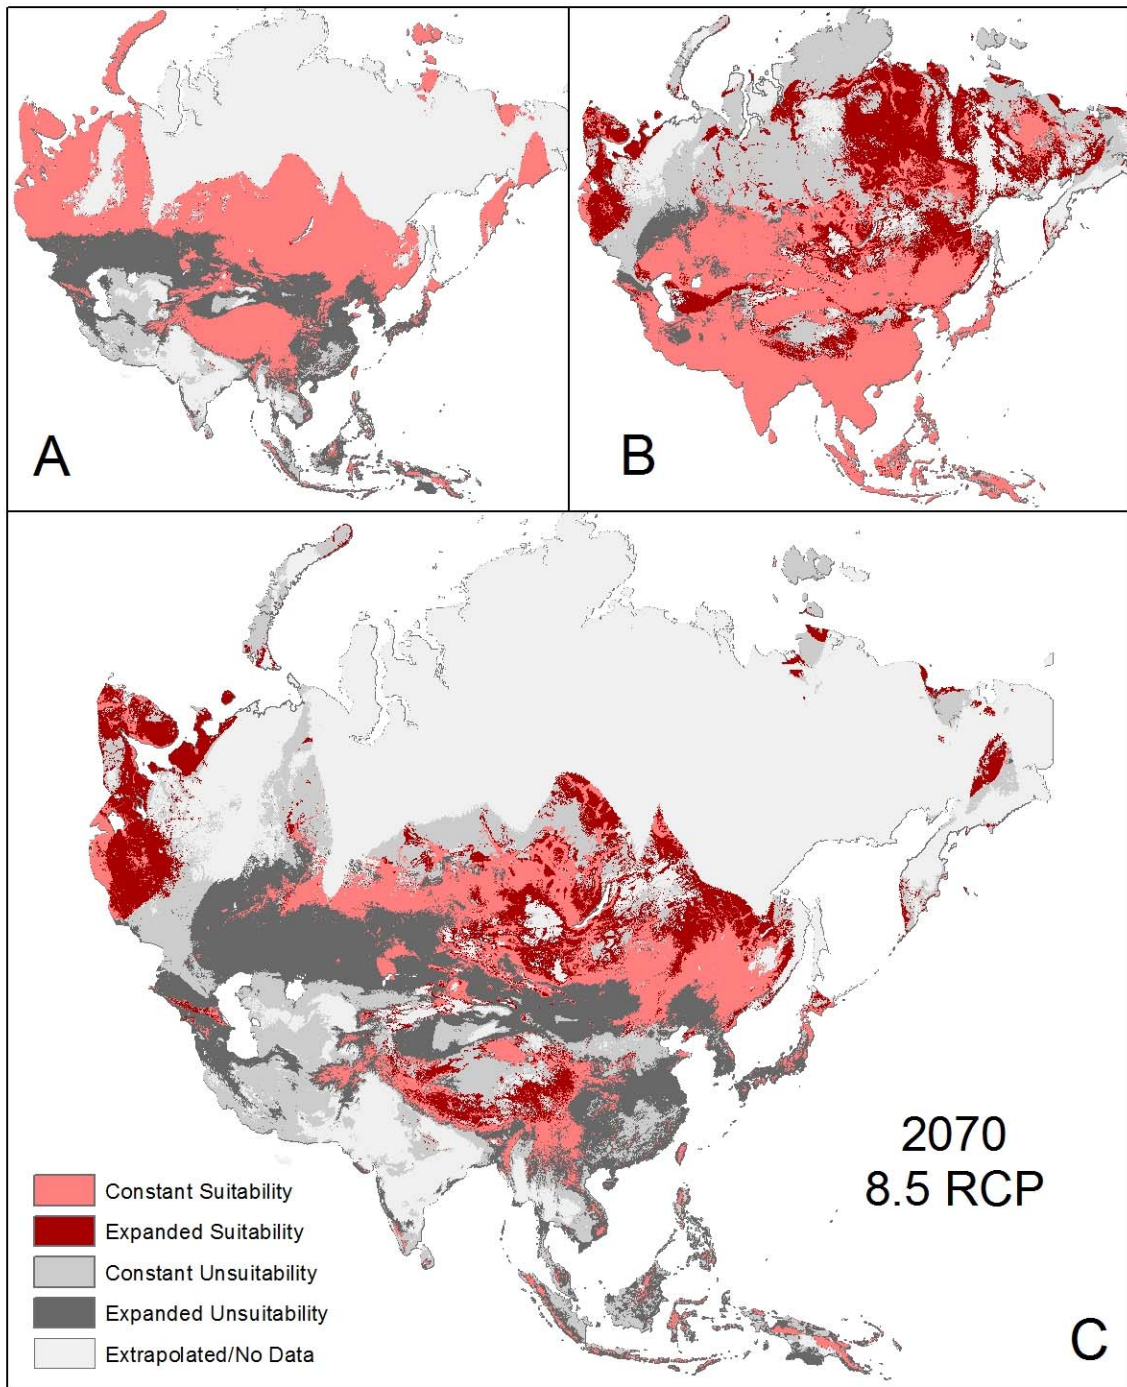 A
B
2070
8.5 RCP
Constant Suitability
Expanded Suitability
Constant Unsuitability
Expanded Unsuitability
Extrapolated/No Data
C